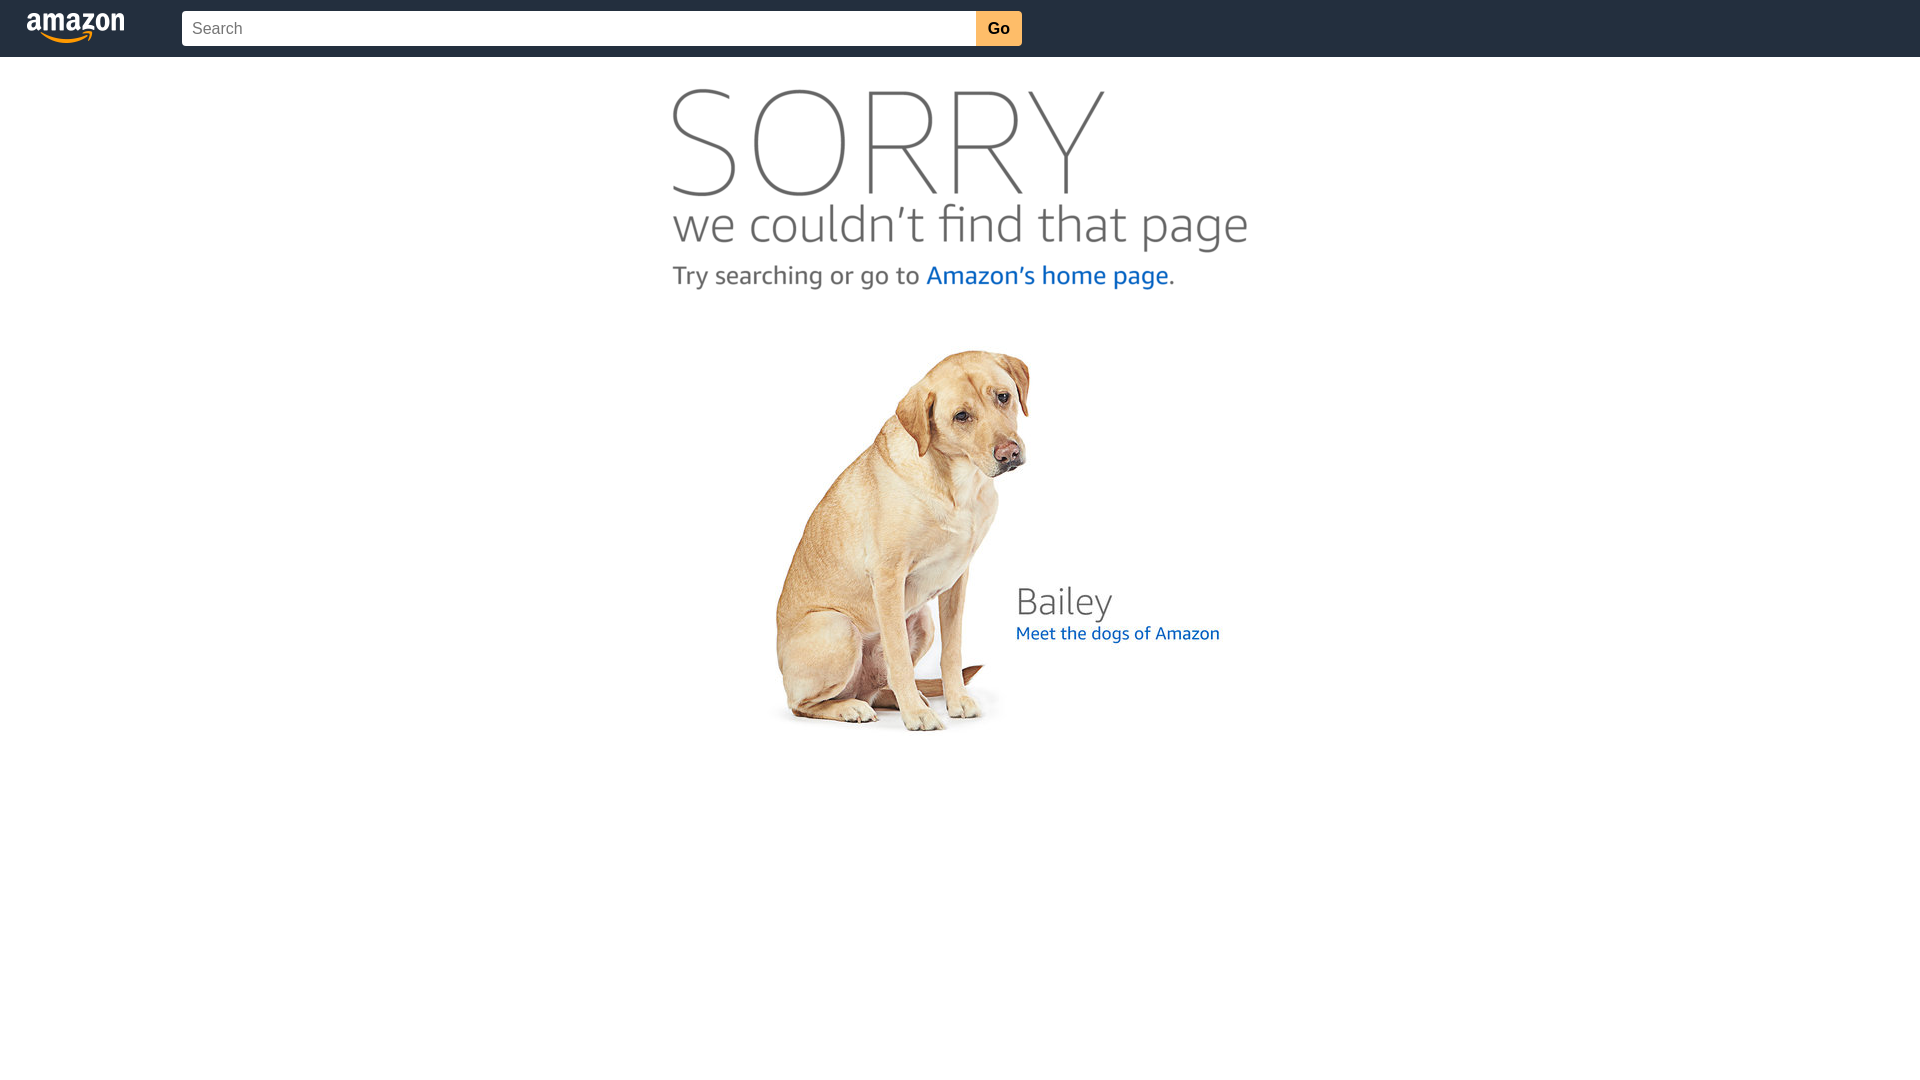 amazon
Search
Go
SORRY
we couldn’t find that page
Try searching or go to Amazon’s home page.
Bailey
Meet the dogs of Amazon